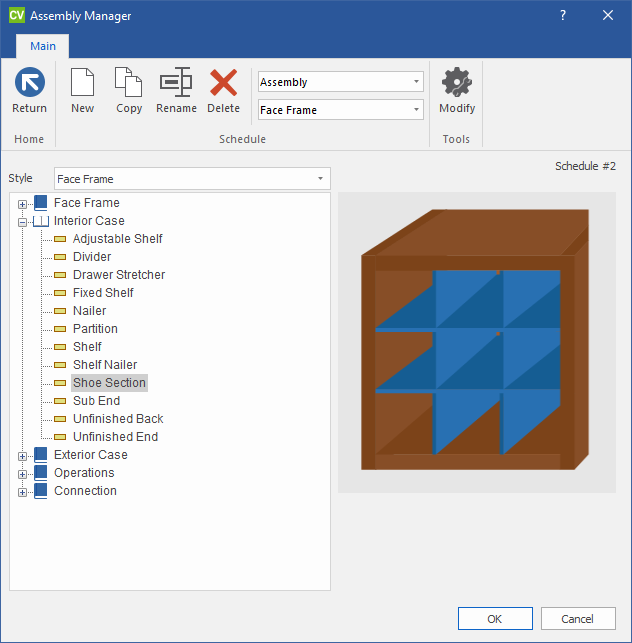 CV Assembly Manager ?
Main
Return
New
Copy
Rename
Delete
Assembly
Face Frame
Modify
Home
Schedule
Tools
Schedule #2
Style
Face Frame
Face Frame
Interior Case
Adjustable Shelf
Divider
Drawer Stretcher
Fixed Shelf
Nailer
Partition
Shelf
Shelf Nailer
Shoe Section
Sub End
Unfinished Back
Unfinished End
Exterior Case
Operations
Connection
OK
Cancel